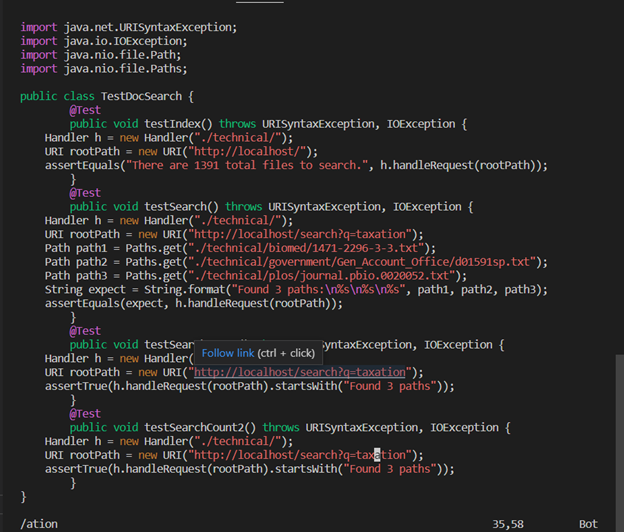 import java.net.URISyntaxException;
import java.io.IOException;
import java.nio.file.Path;
import java.nio.file.Paths;
public class TestDocSearch {
@Test
public void testIndex() throws URISyntaxException, IOException {
Handler h = new Handler("./technical/");
URI rootPath = new URI("http://localhost/");
assertEquals("There are 1391 total files to search.", h.handleRequest(rootPath));
}
@Test
public void testSearch() throws URISyntaxException, IOException {
Handler h = new Handler("./technical/");
URI rootPath = new URI("http://localhost/search?q=taxation");
Path path1 = Paths.get("./technical/biomed/1471-2296-3-3.txt");
Path path2 = Paths.get("./technical/government/Gen_Account_Office/d01591sp.txt");
Path path3 = Paths.get("./technical/plos/journal.pbio.0020052.txt");
String expect = String.format("Found 3 paths:\n%s\n%s\n%s", path1, path2, path3);
assertEquals(expect, h.handleRequest(rootPath));
}
@Test
public void testSear ntaxException, IOException {
Follow link (ctrl + click)
Handler h = new Handler(
URI rootPath = new URI("http://localhost/search?q=taxation");
assertTrue(h.handleRequest(rootPath).startsWith("Found 3 paths"));
}
@Test
public void testSearchCount2() throws URISyntaxException, IOException {
Handler h = new Handler("./technical/");
URI rootPath = new URI("http://localhost/search?q=taxation");
assertTrue(h.handleRequest(rootPath).startsWith("Found 3 paths"));
}
}
/ation 35,58 Bot